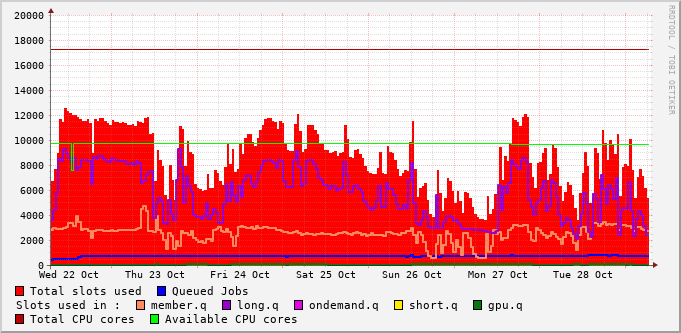 RRDTOOL / TOBI OETIKER
20000
18000
16000
14000
12000
10000
8000
6000
4000
2000
0
Wed 22 Oct Thu 23 Oct Fri 24 Oct Sat 25 Oct Sun 26 Oct Mon 27 Oct Tue 28 Oct
Total slots used Queued Jobs
Slots used in : member.q long.q ondemand.q short.q gpu.q
Total CPU cores Available CPU cores